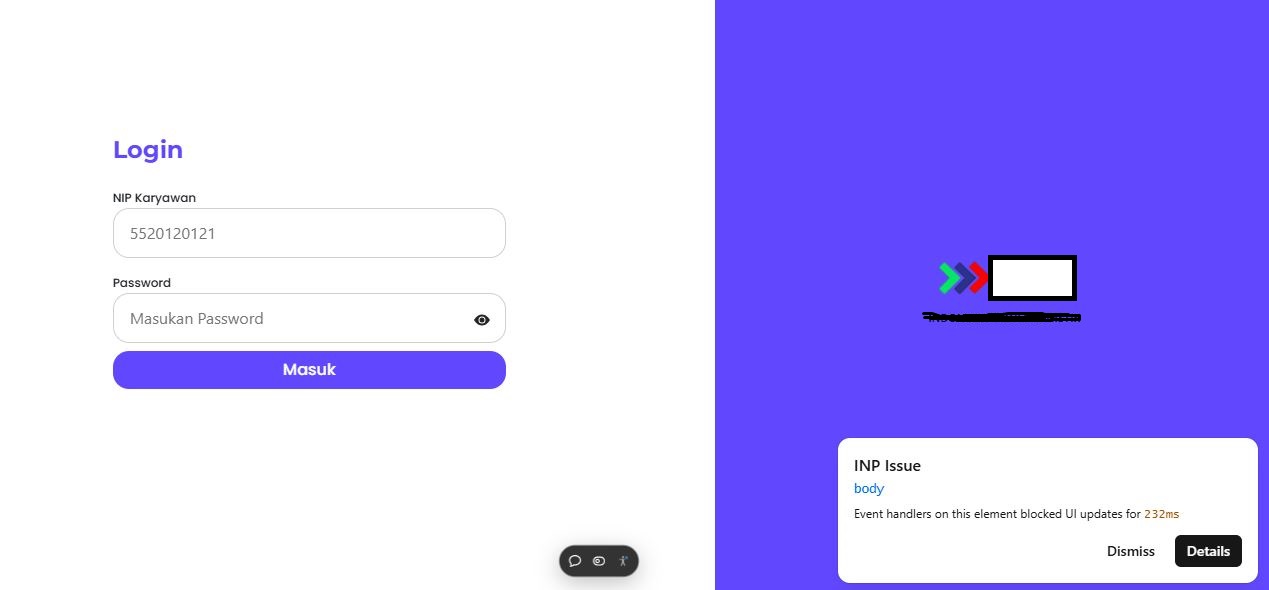 Login
NIP Karyawan
5520120121
Password
Masukan Password
Masuk
INP Issue
body
Event handlers on this element blocked UI updates for 232ms
Dismiss
Details